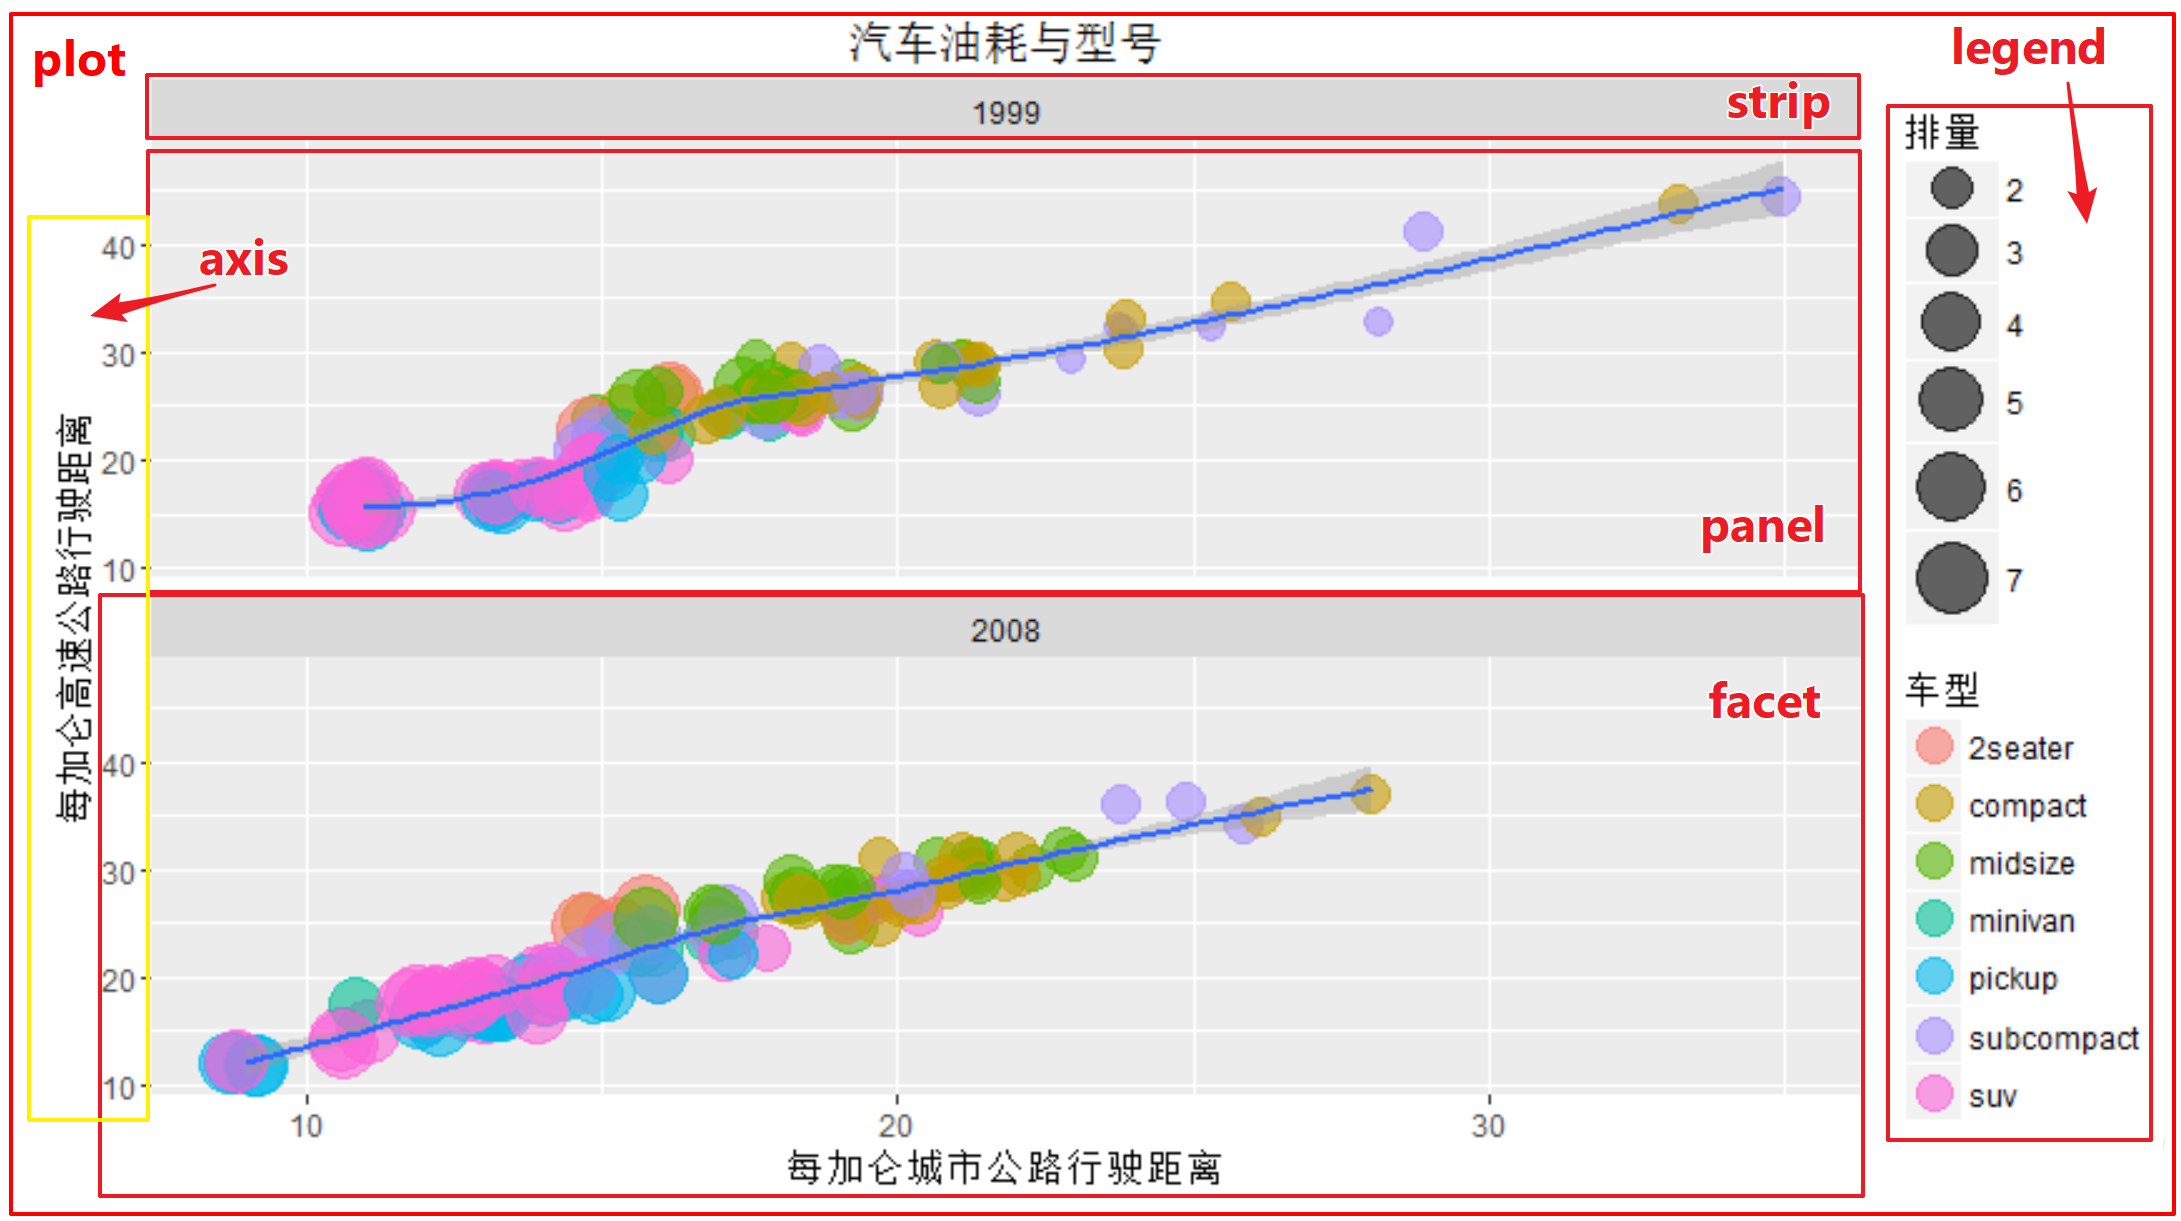 汽车油耗与型号
plot
legend
1999
strip
排量
2
3
4
5
6
7
axis
40
30
20
10
panel
每加仑高速公路行驶距离
2008
facet
40
30
20
10
车型
2seater
compact
midsize
minivan
pickup
subcompact
suv
10
20
30
每加仑城市公路行驶距离